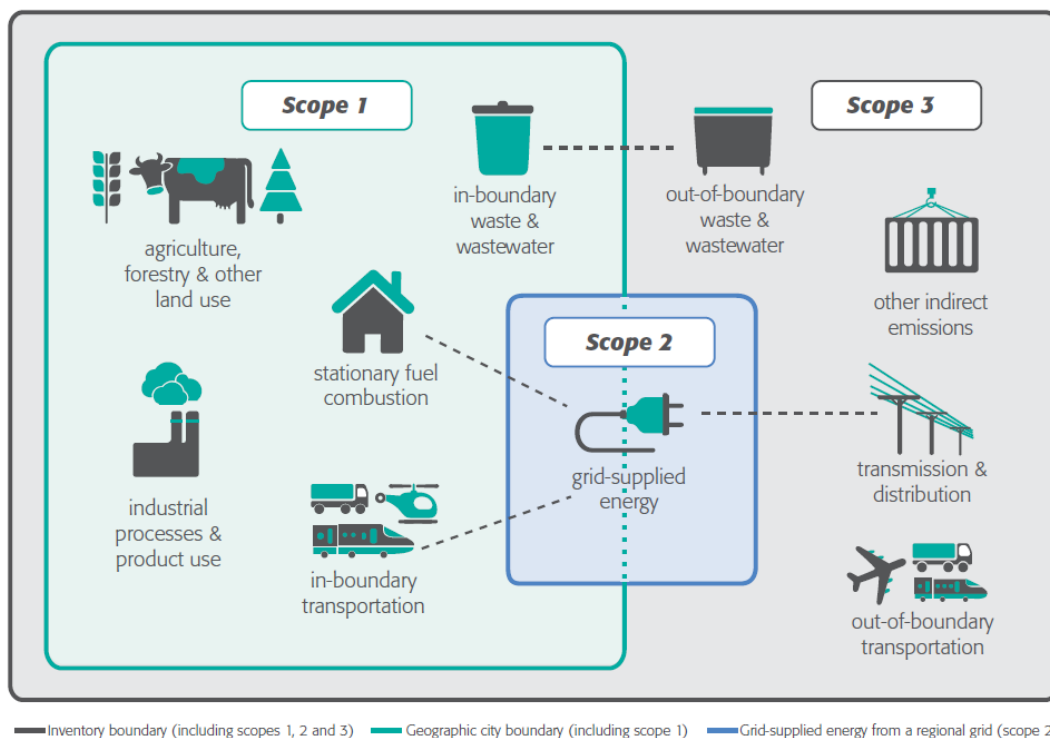 Scope 1
Scope 3
in-boundary
waste &
wastewater
out-of-boundary
waste &
wastewater
agriculture,
forestry & other
land use
other indirect
emissions
Scope 2
stationary fuel
combustion
grid-supplied
energy
transmission &
distribution
industrial
processes &
product use
in-boundary
transportation
out-of-boundary
transportation
Inventory boundary (including scopes 1, 2 and 3) Geographic city boundary (including scope 1) Grid-supplied energy from a regional grid (scope 2